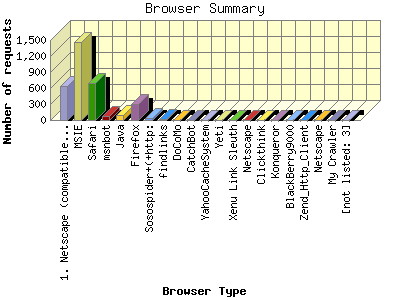 Browser Summary
Number of requests
1,500
1,200
900
600
300
0
1. Netscape (compatible...
MSIE
Safari
msnbot
Java
Firefox
Sosospider+(+http:
findlinks
DoCoMo
CatchBot
YahooCacheSystem
Yeti
Xenu Link Sleuth
Netscape
Clickthink
Konqueror
BlackBerry9000
Zend_Http_Client
Netscape
My Crawler
[not listed: 3]
Browser Type